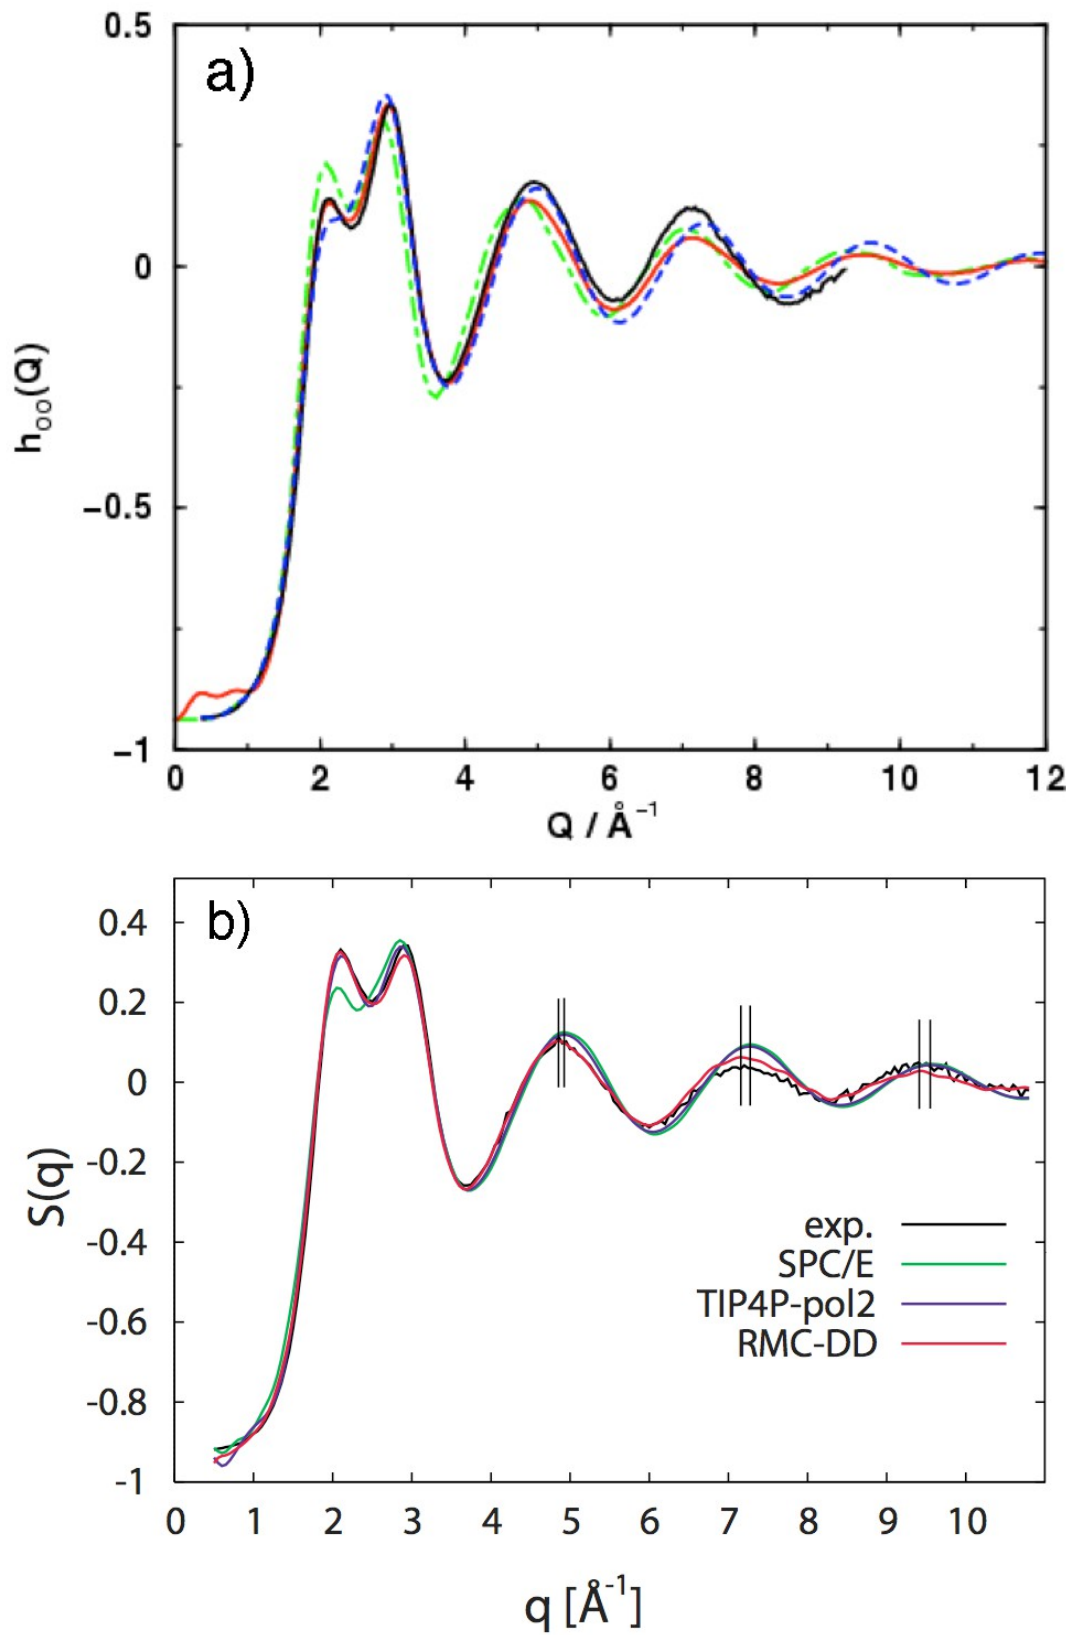 a)
0.5
0
−0.5
−1
h_OO(Q)
0 2 4 6 8 10 12
Q / Å⁻¹
b)
0.4
0.2
0
-0.2
-0.4
-0.6
-0.8
-1
S(q)
exp.
SPC/E
TIP4P-pol2
RMC-DD
0 1 2 3 4 5 6 7 8 9 10
q [Å⁻¹]